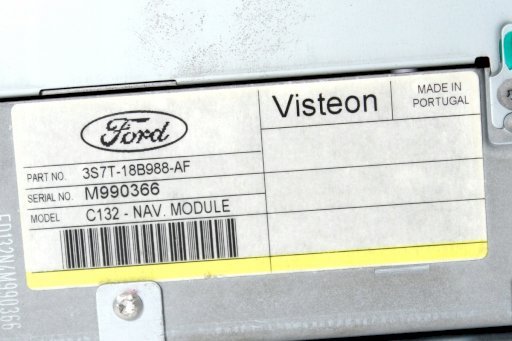 Ford
Visteon
MADE IN
PORTUGAL
PART NO. 3S7T-18B988-AF
SERIAL NO. M990366
MODEL C132 - NAV. MODULE